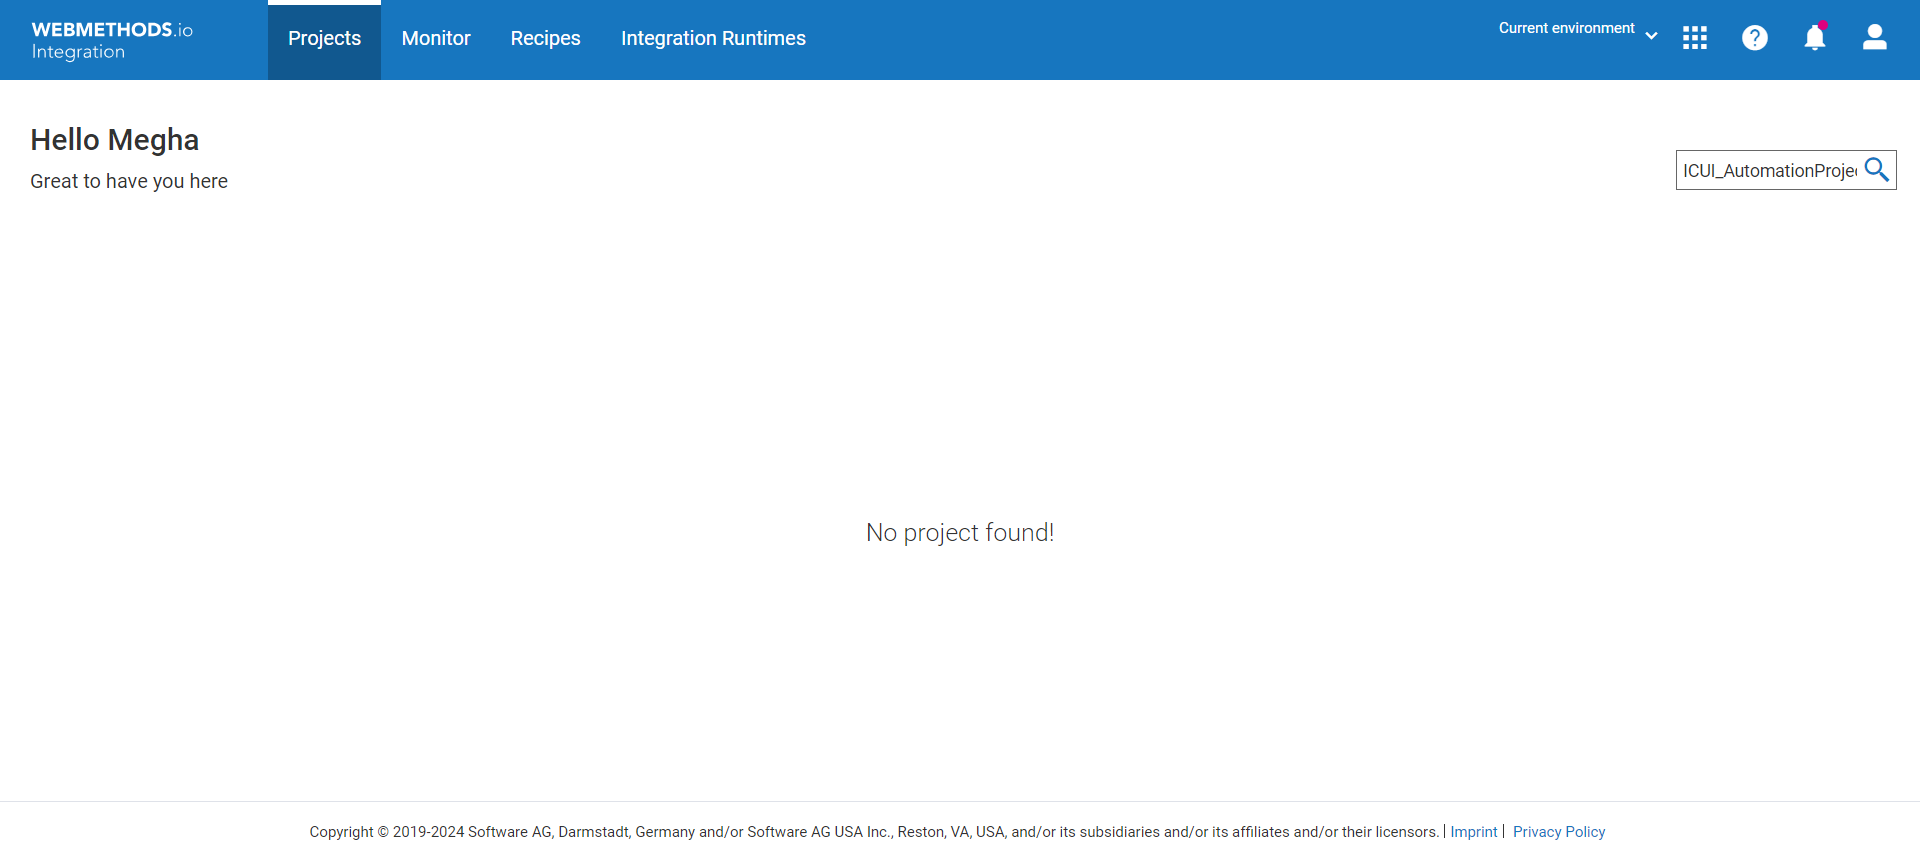 WEBMETHODS.io
Integration
Projects
Monitor
Recipes
Integration Runtimes
Current environment
Hello Megha
Great to have you here
ICUI_AutomationProjec
No project found!
Copyright © 2019-2024 Software AG, Darmstadt, Germany and/or Software AG USA Inc., Reston, VA, USA, and/or its subsidiaries and/or its affiliates and/or their licensors. | Imprint | Privacy Policy